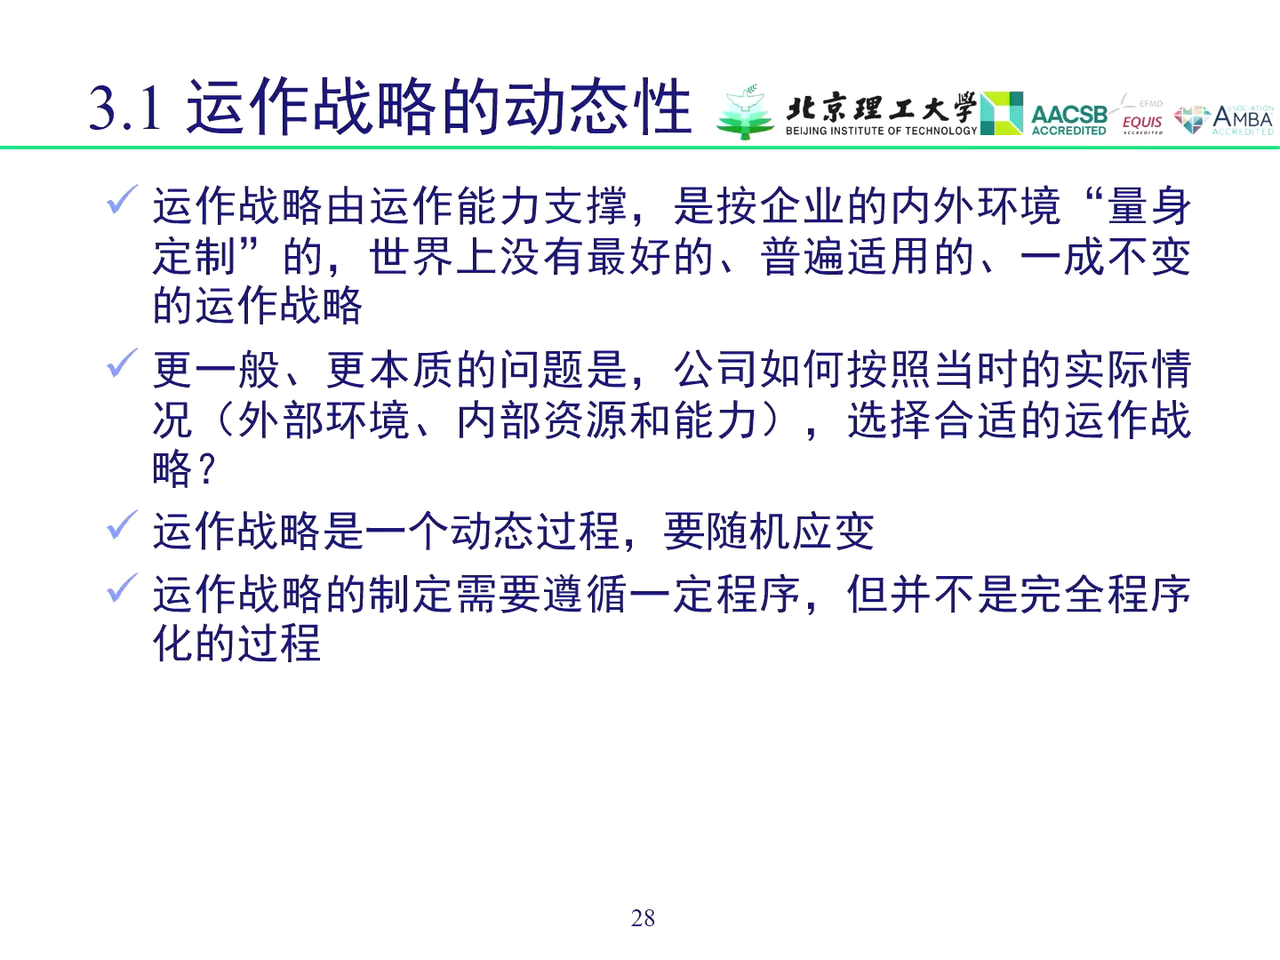 3.1 运作战略的动态性
北京理工大学
BEIJING INSTITUTE OF TECHNOLOGY
AACSB
ACCREDITED
EFMD
EQUIS
ACCREDITED
ASSOCIATION
AMBA
ACCREDITED
运作战略由运作能力支撑，是按企业的内外环境“量身
定制”的，世界上没有最好的、普遍适用的、一成不变
的运作战略
更一般、更本质的问题是，公司如何按照当时的实际情
况（外部环境、内部资源和能力），选择合适的运作战
略？
运作战略是一个动态过程，要随机应变
运作战略的制定需要遵循一定程序，但并不是完全程序
化的过程
28